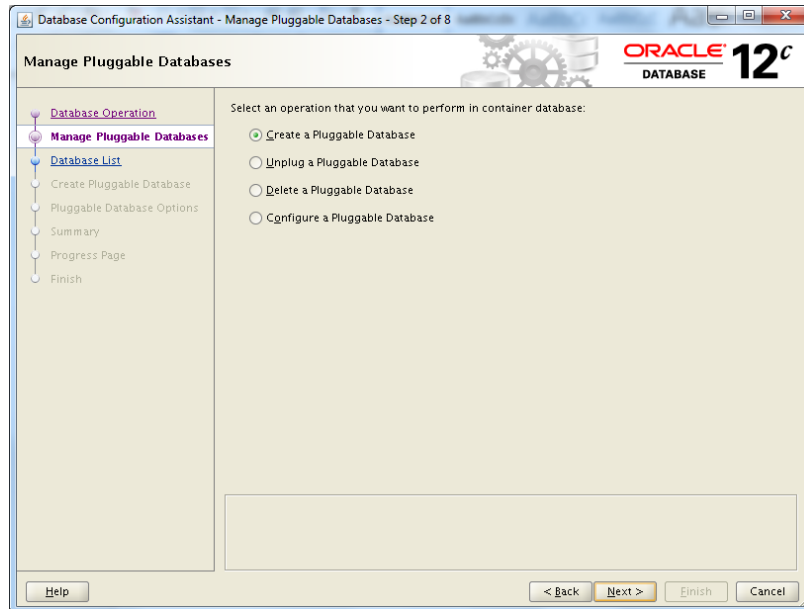 Database Configuration Assistant - Manage Pluggable Databases - Step 2 of 8
Manage Pluggable Databases
ORACLE
DATABASE
12c
Database Operation
Manage Pluggable Databases
Database List
Create Pluggable Database
Pluggable Database Options
Summary
Progress Page
Finish
Select an operation that you want to perform in container database:
Create a Pluggable Database
Unplug a Pluggable Database
Delete a Pluggable Database
Configure a Pluggable Database
Help
< Back
Next >
Finish
Cancel